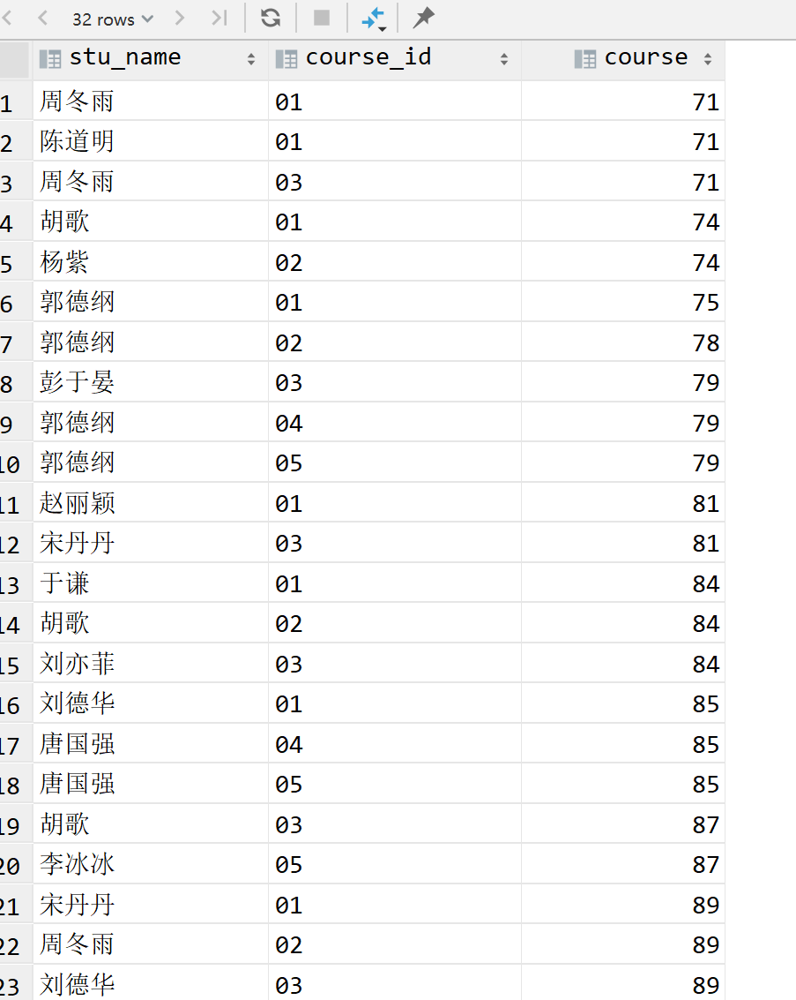 32 rows
stu_name course_id course
1 周冬雨 01 71
2 陈道明 01 71
3 周冬雨 03 71
4 胡歌 01 74
5 杨紫 02 74
6 郭德纲 01 75
7 郭德纲 02 78
8 彭于晏 03 79
9 郭德纲 04 79
10 郭德纲 05 79
11 赵丽颖 01 81
12 宋丹丹 03 81
13 于谦 01 84
14 胡歌 02 84
15 刘亦菲 03 84
16 刘德华 01 85
17 唐国强 04 85
18 唐国强 05 85
19 胡歌 03 87
20 李冰冰 05 87
21 宋丹丹 01 89
22 周冬雨 02 89
23 刘德华 03 89